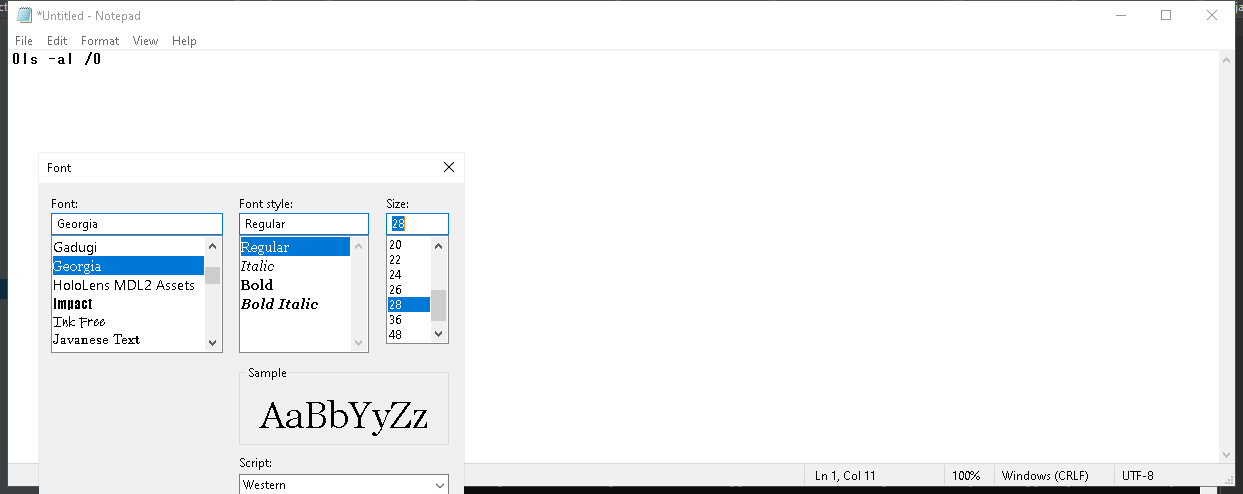 *Untitled - Notepad
File Edit Format View Help
0ls -al /0
Font
Font: Font style: Size:
Georgia Regular 28
Gadugi Regular 20
Georgia Italic 22
HoloLens MDL2 Assets Bold 24
Impact Bold Italic 26
Ink Free 28
Javanese Text 36
48
Sample
AaBbYyZz
Script:
Western
Ln 1, Col 11 100% Windows (CRLF) UTF-8